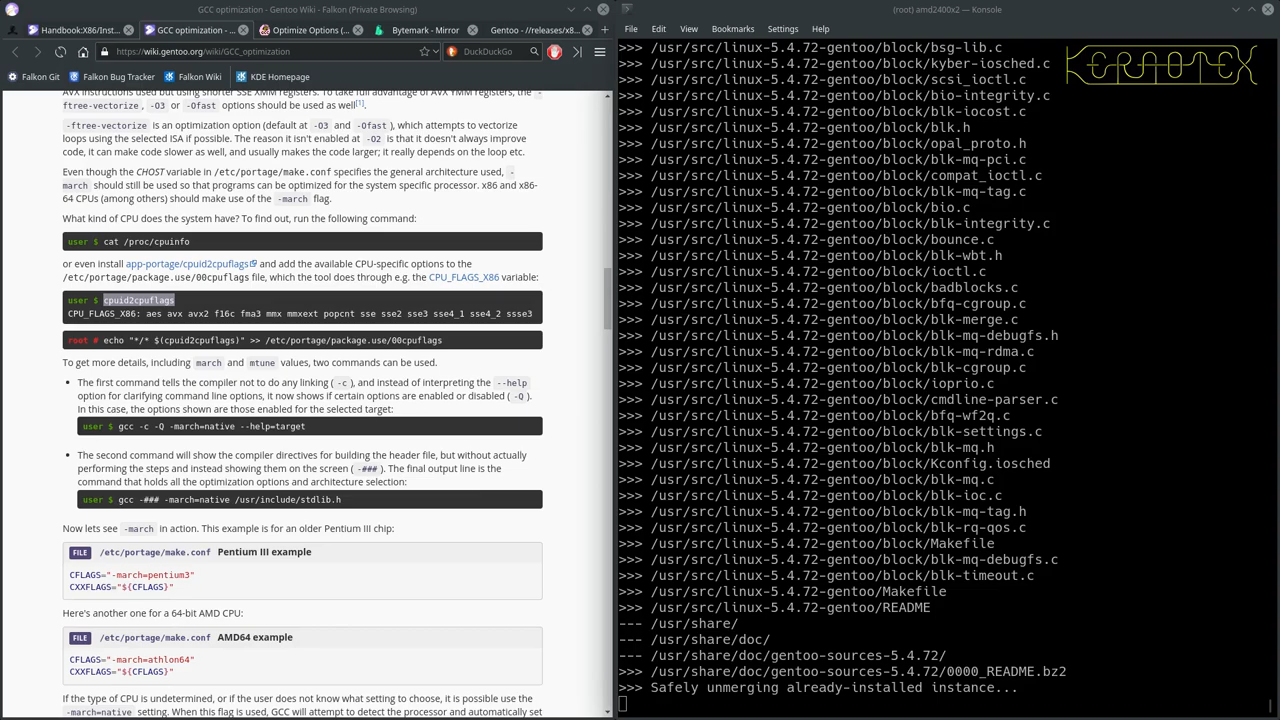 GCC optimization - Gentoo Wiki - Falkon (Private Browsing)
Handbook:X86/Inst...
GCC optimization - ...
Optimize Options (...
Bytemark - Mirror
Gentoo - //releases/x8...
https://wiki.gentoo.org/wiki/GCC_optimization
DuckDuckGo
Falkon Git
Falkon Bug Tracker
Falkon Wiki
KDE Homepage
AVX instructions used but using shorter SSE XMM registers. To take full advantage of AVX YMM registers, the -
ftree-vectorize, -O3 or -Ofast options should be used as well[1].
-ftree-vectorize is an optimization option (default at -O3 and -Ofast), which attempts to vectorize
loops using the selected ISA if possible. The reason it isn't enabled at -O2 is that it doesn't always improve
code, it can make code slower as well, and usually makes the code larger; it really depends on the loop etc.
Even though the CHOST variable in /etc/portage/make.conf specifies the general architecture used, -
march should still be used so that programs can be optimized for the system specific processor. x86 and x86-
64 CPUs (among others) should make use of the -march flag.
What kind of CPU does the system have? To find out, run the following command:
user $ cat /proc/cpuinfo
or even install app-portage/cpuid2cpuflags and add the available CPU-specific options to the
/etc/portage/package.use/00cpuflags file, which the tool does through e.g. the CPU_FLAGS_X86 variable:
user $ cpuid2cpuflags
CPU_FLAGS_X86: aes avx avx2 f16c fma3 mmx mmxext popcnt sse sse2 sse3 sse4_1 sse4_2 ssse3
root # echo "*/* $(cpuid2cpuflags)" >> /etc/portage/package.use/00cpuflags
To get more details, including march and mtune values, two commands can be used.
The first command tells the compiler not to do any linking ( -c ), and instead of interpreting the --help
option for clarifying command line options, it now shows if certain options are enabled or disabled ( -Q ).
In this case, the options shown are those enabled for the selected target:
user $ gcc -c -Q -march=native --help=target
The second command will show the compiler directives for building the header file, but without actually
performing the steps and instead showing them on the screen ( -### ). The final output line is the
command that holds all the optimization options and architecture selection:
user $ gcc -### -march=native /usr/include/stdlib.h
Now lets see -march in action. This example is for an older Pentium III chip:
FILE /etc/portage/make.conf Pentium III example
CFLAGS="-march=pentium3"
CXXFLAGS="${CFLAGS}"
Here's another one for a 64-bit AMD CPU:
FILE /etc/portage/make.conf AMD64 example
CFLAGS="-march=athlon64"
CXXFLAGS="${CFLAGS}"
If the type of CPU is undetermined, or if the user does not know what setting to choose, it is possible use the
-march=native setting. When this flag is used, GCC will attempt to detect the processor and automatically set
(root) amd2400x2 — Konsole
File Edit View Bookmarks Settings Help
KERAOTEX
>>> /usr/src/linux-5.4.72-gentoo/block/bsg-lib.c
>>> /usr/src/linux-5.4.72-gentoo/block/kyber-iosched.c
>>> /usr/src/linux-5.4.72-gentoo/block/scsi_ioctl.c
>>> /usr/src/linux-5.4.72-gentoo/block/bio-integrity.c
>>> /usr/src/linux-5.4.72-gentoo/block/blk-iocost.c
>>> /usr/src/linux-5.4.72-gentoo/block/blk.h
>>> /usr/src/linux-5.4.72-gentoo/block/opal_proto.h
>>> /usr/src/linux-5.4.72-gentoo/block/blk-mq-pci.c
>>> /usr/src/linux-5.4.72-gentoo/block/compat_ioctl.c
>>> /usr/src/linux-5.4.72-gentoo/block/blk-mq-tag.c
>>> /usr/src/linux-5.4.72-gentoo/block/bio.c
>>> /usr/src/linux-5.4.72-gentoo/block/blk-integrity.c
>>> /usr/src/linux-5.4.72-gentoo/block/bounce.c
>>> /usr/src/linux-5.4.72-gentoo/block/blk-wbt.h
>>> /usr/src/linux-5.4.72-gentoo/block/ioctl.c
>>> /usr/src/linux-5.4.72-gentoo/block/badblocks.c
>>> /usr/src/linux-5.4.72-gentoo/block/bfq-cgroup.c
>>> /usr/src/linux-5.4.72-gentoo/block/blk-merge.c
>>> /usr/src/linux-5.4.72-gentoo/block/blk-mq-debugfs.h
>>> /usr/src/linux-5.4.72-gentoo/block/blk-mq-rdma.c
>>> /usr/src/linux-5.4.72-gentoo/block/blk-cgroup.c
>>> /usr/src/linux-5.4.72-gentoo/block/ioprio.c
>>> /usr/src/linux-5.4.72-gentoo/block/cmdline-parser.c
>>> /usr/src/linux-5.4.72-gentoo/block/bfq-wf2q.c
>>> /usr/src/linux-5.4.72-gentoo/block/blk-settings.c
>>> /usr/src/linux-5.4.72-gentoo/block/blk-mq.h
>>> /usr/src/linux-5.4.72-gentoo/block/Kconfig.iosched
>>> /usr/src/linux-5.4.72-gentoo/block/blk-mq.c
>>> /usr/src/linux-5.4.72-gentoo/block/blk-ioc.c
>>> /usr/src/linux-5.4.72-gentoo/block/blk-mq-tag.h
>>> /usr/src/linux-5.4.72-gentoo/block/blk-rq-qos.c
>>> /usr/src/linux-5.4.72-gentoo/block/Makefile
>>> /usr/src/linux-5.4.72-gentoo/block/blk-mq-debugfs.c
>>> /usr/src/linux-5.4.72-gentoo/block/blk-timeout.c
>>> /usr/src/linux-5.4.72-gentoo/Makefile
>>> /usr/src/linux-5.4.72-gentoo/README
--- /usr/share/
--- /usr/share/doc/
--- /usr/share/doc/gentoo-sources-5.4.72/
>>> /usr/share/doc/gentoo-sources-5.4.72/0000_README.bz2
>>> Safely unmerging already-installed instance...